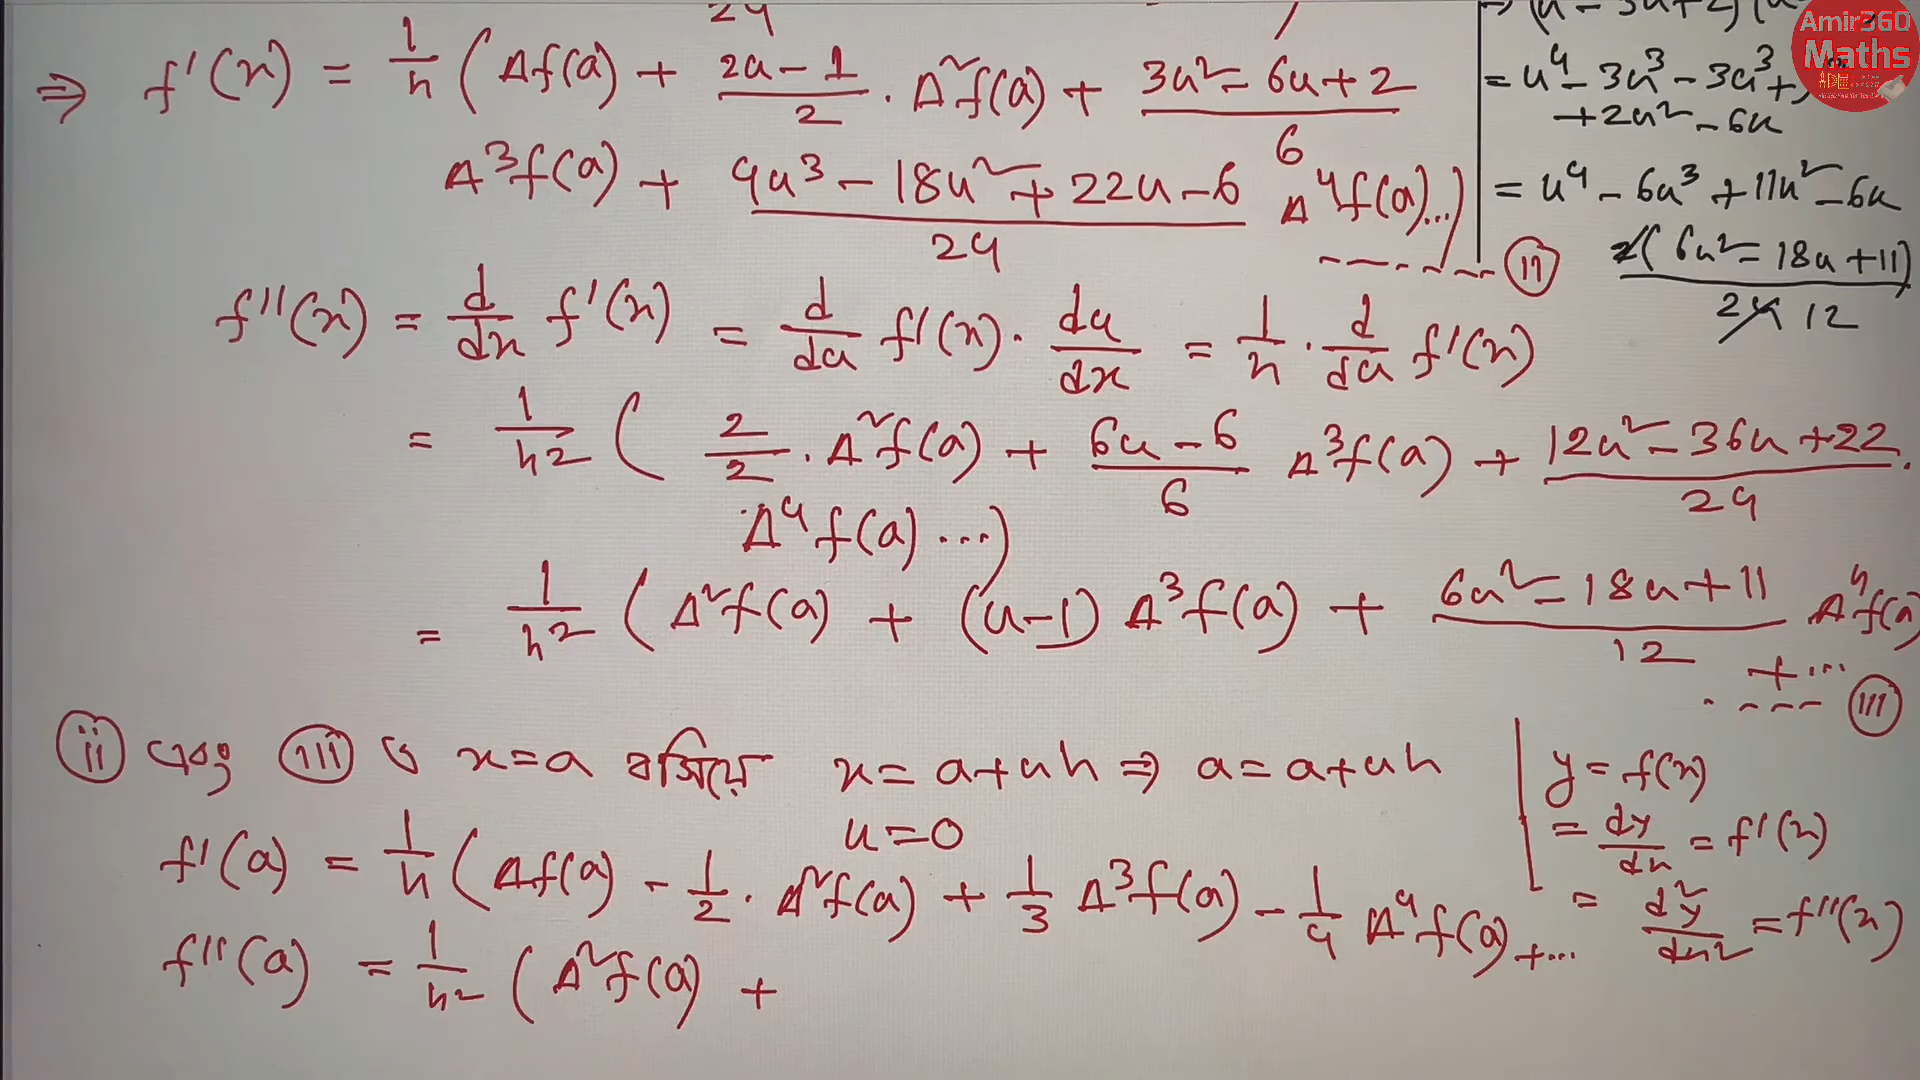 24
⇒ f'(x) = 1/h ( Δf(a) + (2u-1)/2 . Δ²f(a) + (3u² - 6u + 2)/6
Δ³f(a) + (4u³ - 18u² + 22u - 6)/24 Δ⁴f(a)...)
------- (ii)
f''(x) = d/dx f'(x) = d/du f'(x) . du/dx = 1/h . d/du f'(x)
= 1/h² ( 2/2 . Δ²f(a) + (6u-6)/6 Δ³f(a) + (12u² - 36u + 22)/24 .
Δ⁴f(a) ...)
= 1/h² ( Δ²f(a) + (u-1) Δ³f(a) + (6u² - 18u + 11)/12 Δ⁴f(a)
+ ...
---- (iii)
(ii) এবং (iii) এ x=a বসিয়ে x = a+uh ⇒ a = a+uh
u = 0
f'(a) = 1/h ( Δf(a) - 1/2 . Δ²f(a) + 1/3 Δ³f(a) - 1/4 Δ⁴f(a) + ...
f''(a) = 1/h² ( Δ²f(a) +
= u⁴ - 3u³ - 3u³ +
+ 2u² - 6u
= u⁴ - 6u³ + 11u² - 6u
2(6u² - 18u + 11)
24 12
y = f(x)
= dy/dx = f'(x)
= d²y/dx² = f''(x)
Amir360
Maths